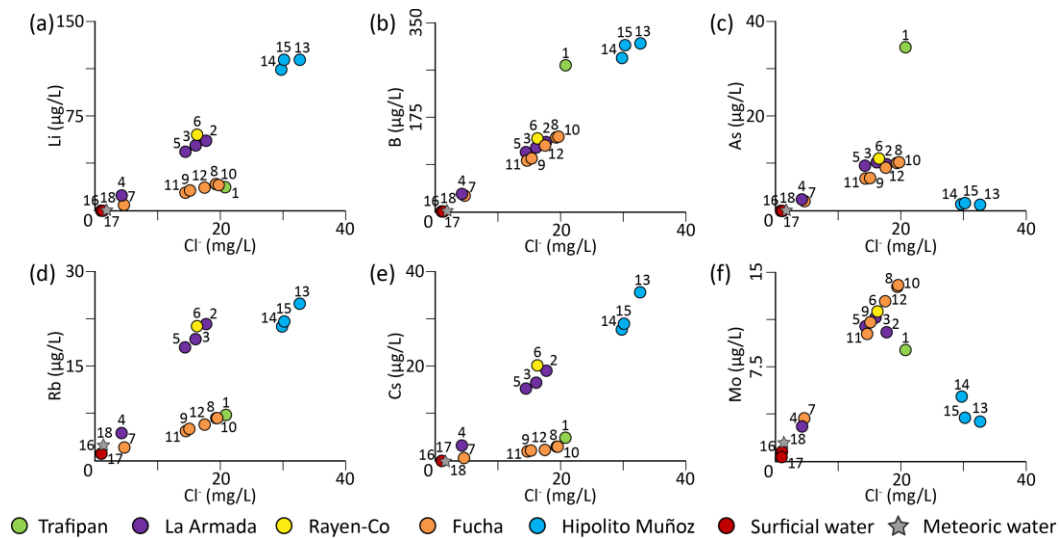 (a) (b) (c)
150 350 40
15 13
14
15 13
14
1
1
Li (µg/L) B (µg/L) As (µg/L)
75 175 20
6
3 2
5
6
3 2 8 10
5
11 9 12
6
5 3 2 8 10
11 9 12
4
16 18 7
17
11 9 12 8 10
1
4
16 18 7
17
4
16 18 7
17
14 15 13
0 20 40 0 20 40 0 20 40
Cl⁻ (mg/L) Cl⁻ (mg/L) Cl⁻ (mg/L)
(d) (e) (f)
30 40 15
6 2
5 3
15 13
14
13
15
14
8 10
6 12
9
5 3 2
11
1
Rb (µg/L) Cs (µg/L) Mo (µg/L)
15 20 7.5
6
2
5 3
14
15 13
4
18
16 7
17
9 12 8 1
11 10
4
17
16 7
18
9 12 8 1
11 10
7
4
16 18
17
0 20 40 0 20 40 0 20 40
Cl⁻ (mg/L) Cl⁻ (mg/L) Cl⁻ (mg/L)
Trafipan La Armada Rayen-Co Fucha Hipolito Muñoz Surficial water Meteoric water